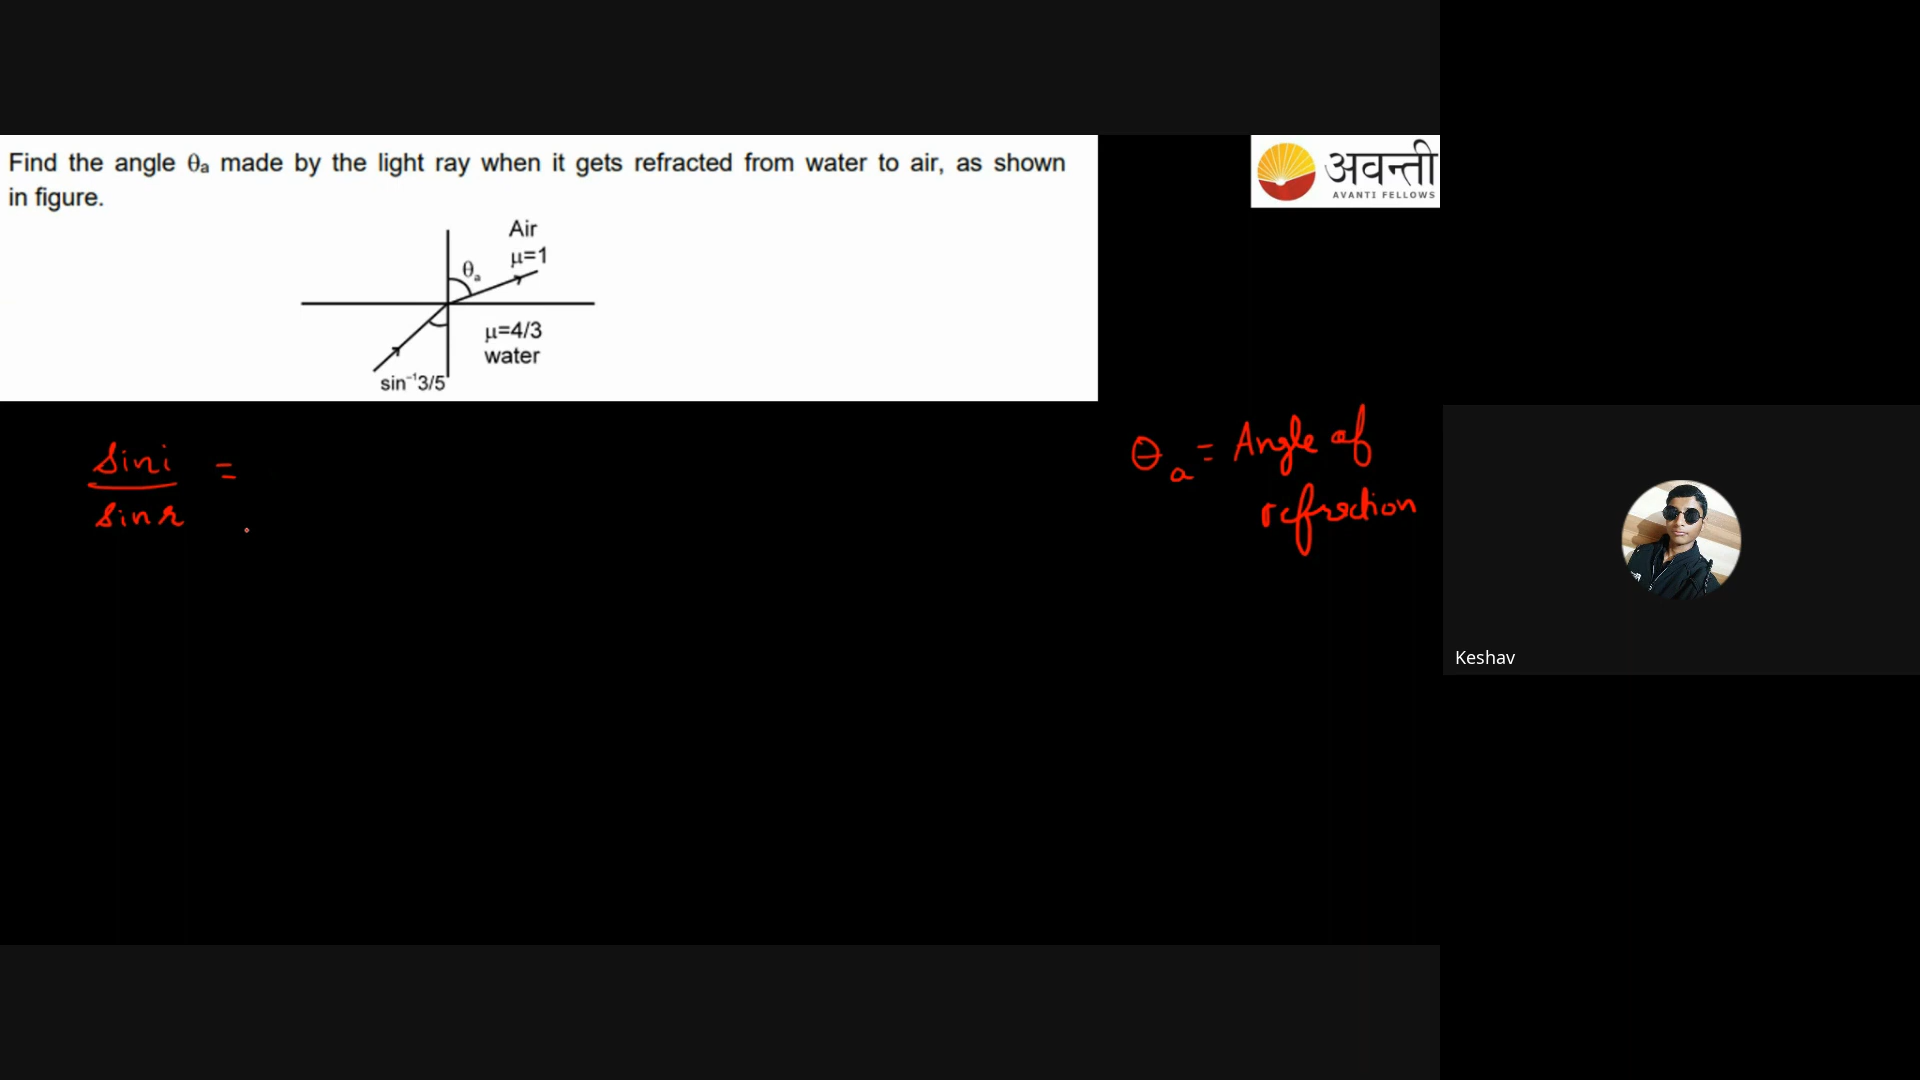 Find the angle θₐ made by the light ray when it gets refracted from water to air, as shown
in figure.
Air
μ=1
θₐ
μ=4/3
water
sin⁻¹3/5
अवन्ती
AVANTI FELLOWS
sin i =
sin r
θₐ = Angle of
refraction
Keshav